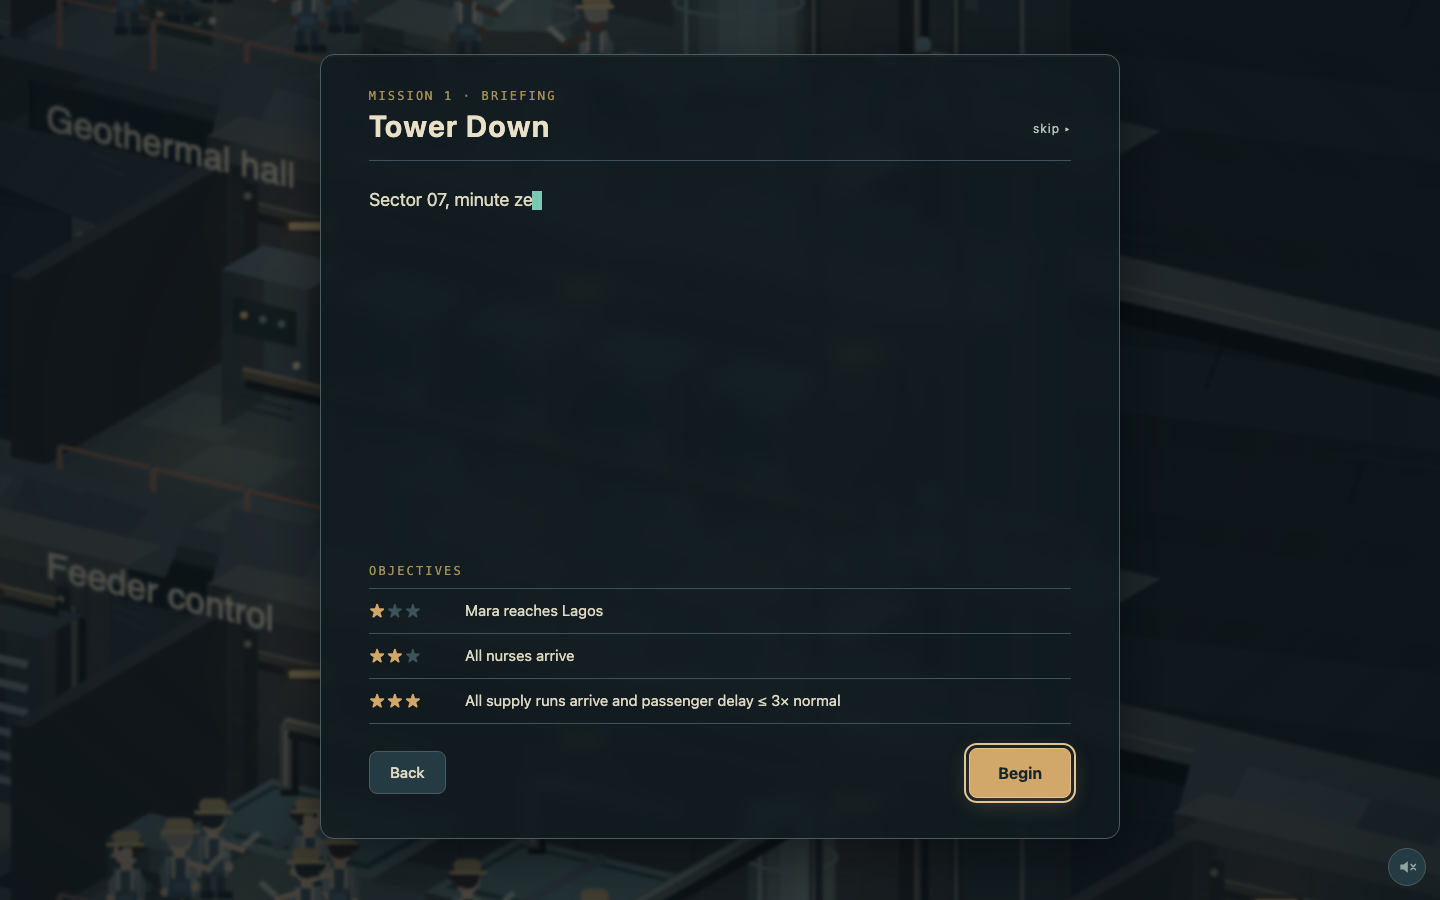 Geothermal hall
Feeder control
MISSION 1 · BRIEFING
Tower Down
skip ▸
Sector 07, minute ze
OBJECTIVES
Mara reaches Lagos
All nurses arrive
All supply runs arrive and passenger delay ≤ 3× normal
Back
Begin